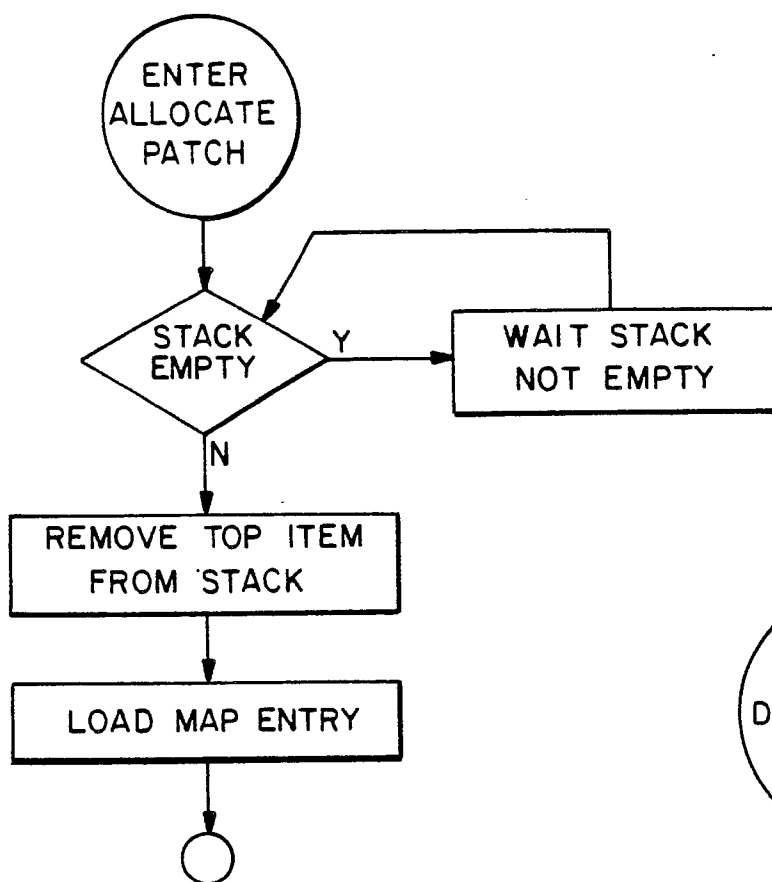 ENTER
ALLOCATE
PATCH
STACK
EMPTY
Y
WAIT STACK
NOT EMPTY
N
REMOVE TOP ITEM
FROM STACK
LOAD MAP ENTRY
D